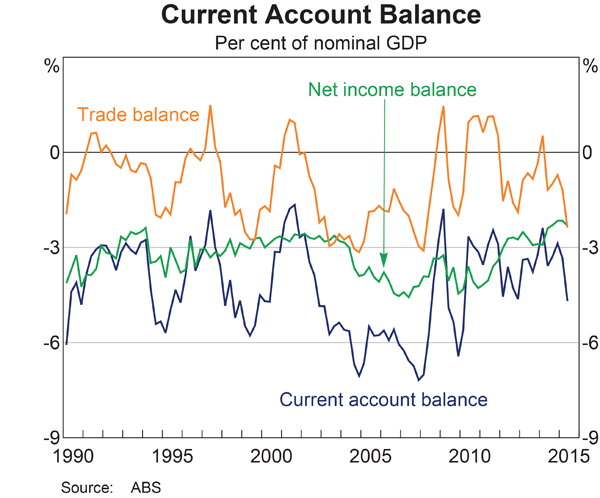 Current Account Balance
Per cent of nominal GDP
% %
Net income balance
Trade balance
0 0
-3 -3
-6 -6
Current account balance
-9 -9
1990 1995 2000 2005 2010 2015
Source: ABS